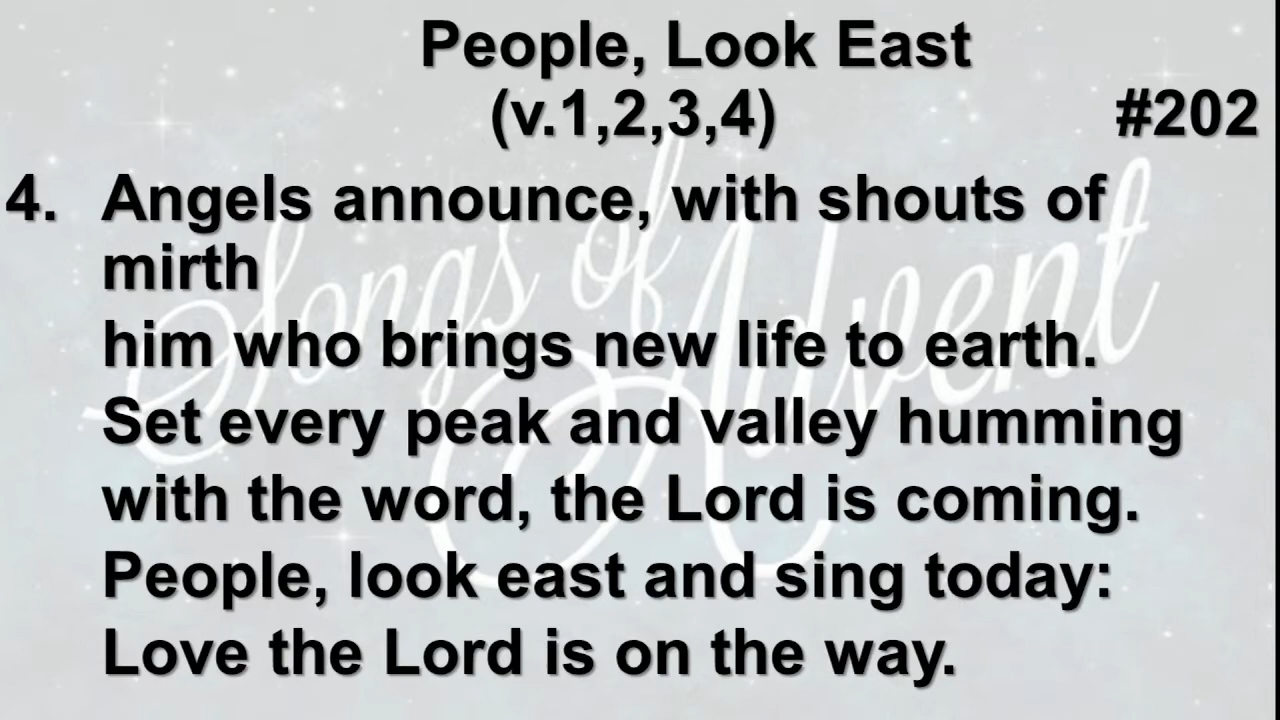 People, Look East
(v.1,2,3,4) #202
Songs of Advent
4. Angels announce, with shouts of
mirth
him who brings new life to earth.
Set every peak and valley humming
with the word, the Lord is coming.
People, look east and sing today:
Love the Lord is on the way.